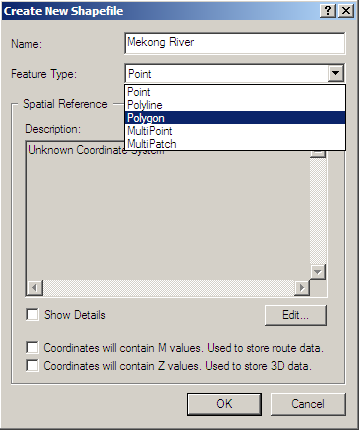 Create New Shapefile
Name: Mekong River
Feature Type: Point
Point
Polyline
Polygon
MultiPoint
MultiPatch
Spatial Reference
Description:
Unknown Coordinate System
Show Details Edit...
Coordinates will contain M values. Used to store route data.
Coordinates will contain Z values. Used to store 3D data.
OK Cancel